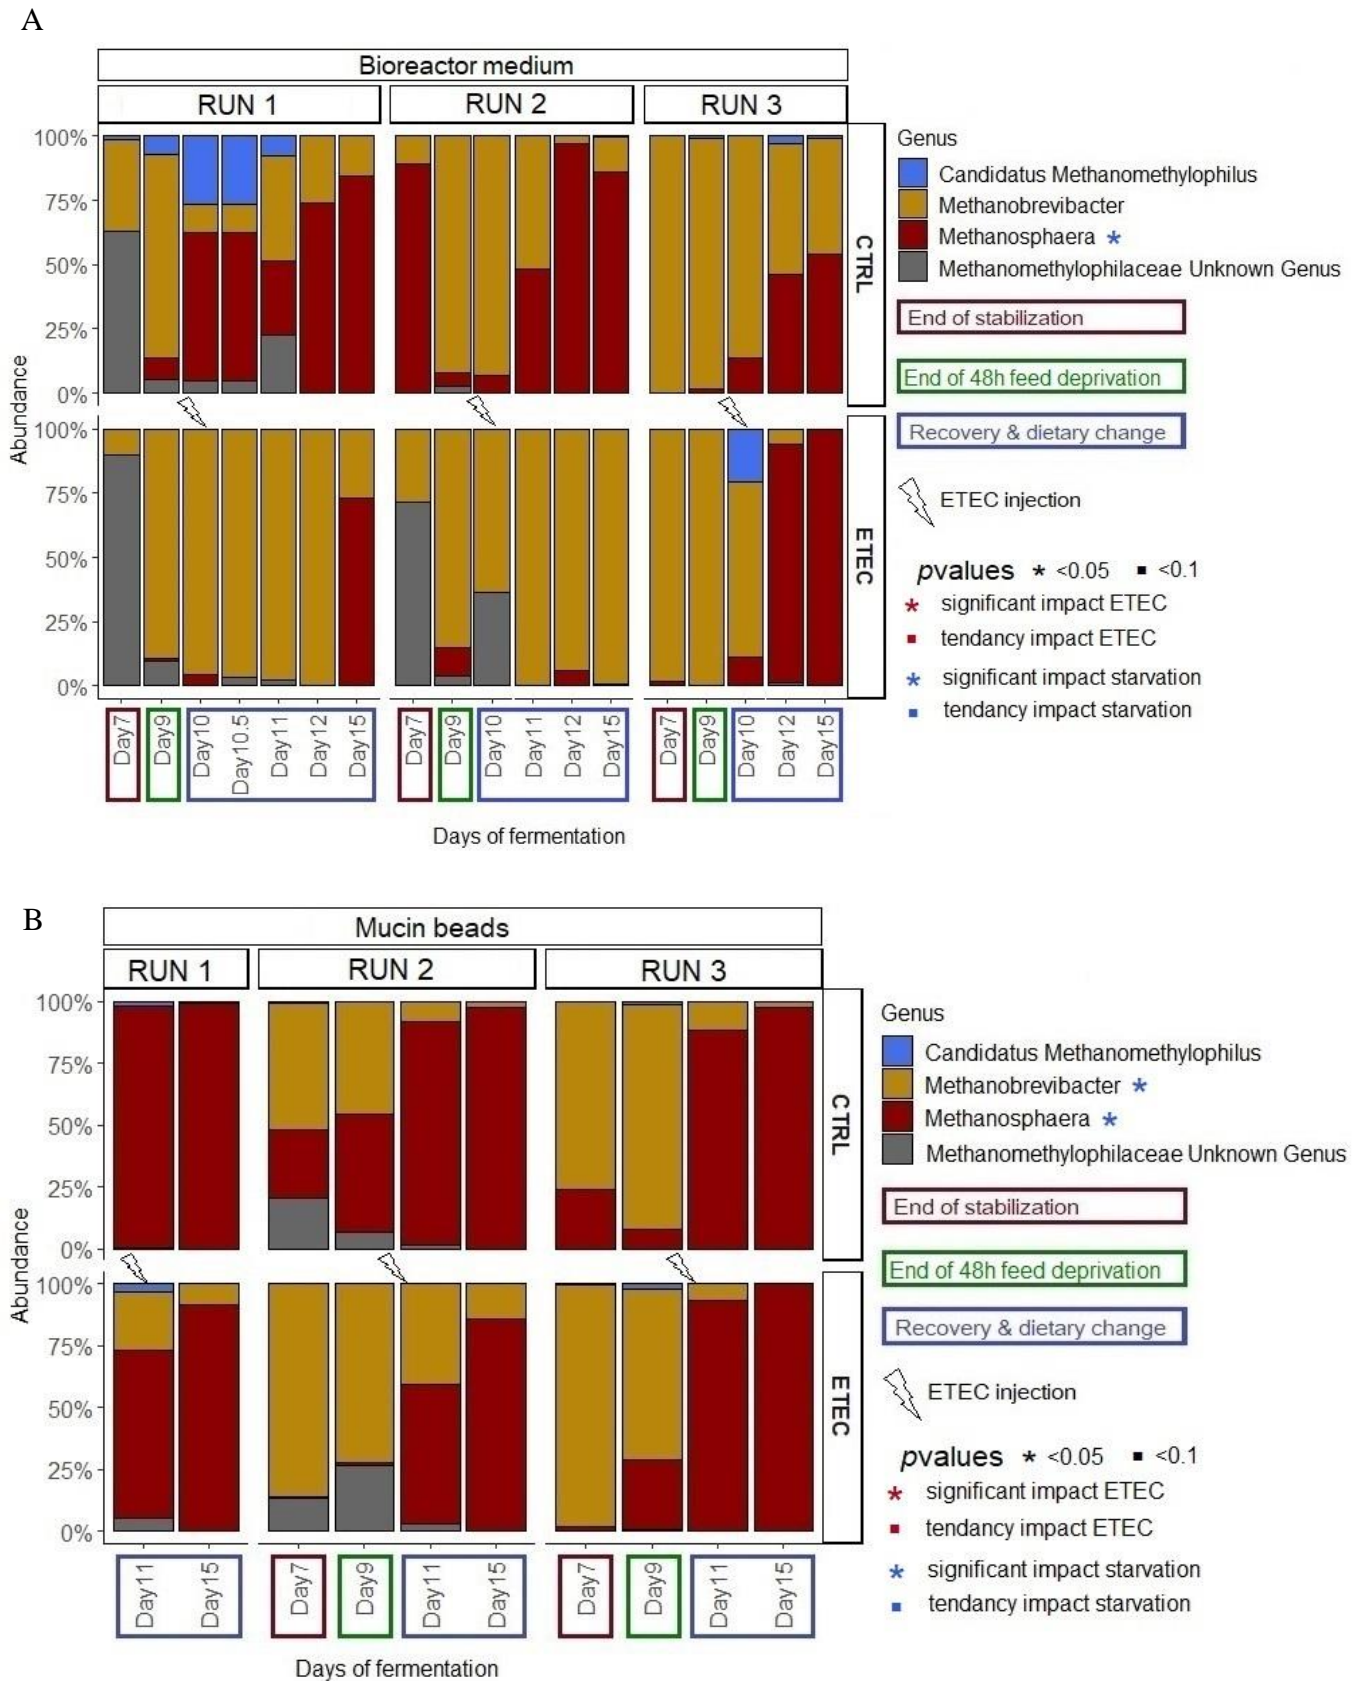 A
Bioreactor medium
RUN 1 RUN 2 RUN 3
100%
75%
50%
25%
0%
CTRL
100%
75%
50%
25%
0%
ETEC
Abundance
Day7 Day9 Day10 Day10.5 Day11 Day12 Day15 Day7 Day9 Day10 Day11 Day12 Day15 Day7 Day9 Day10 Day12 Day15
Days of fermentation
Genus
Candidatus Methanomethylophilus
Methanobrevibacter
Methanosphaera *
Methanomethylophilaceae Unknown Genus
End of stabilization
End of 48h feed deprivation
Recovery & dietary change
ETEC injection
pvalues * <0.05 ▪ <0.1
* significant impact ETEC
▪ tendancy impact ETEC
* significant impact starvation
▪ tendancy impact starvation
B
Mucin beads
RUN 1 RUN 2 RUN 3
100%
75%
50%
25%
0%
CTRL
100%
75%
50%
25%
0%
ETEC
Abundance
Day11 Day15 Day7 Day9 Day11 Day15 Day7 Day9 Day11 Day15
Days of fermentation
Genus
Candidatus Methanomethylophilus
Methanobrevibacter *
Methanosphaera *
Methanomethylophilaceae Unknown Genus
End of stabilization
End of 48h feed deprivation
Recovery & dietary change
ETEC injection
pvalues * <0.05 ▪ <0.1
* significant impact ETEC
▪ tendancy impact ETEC
* significant impact starvation
▪ tendancy impact starvation